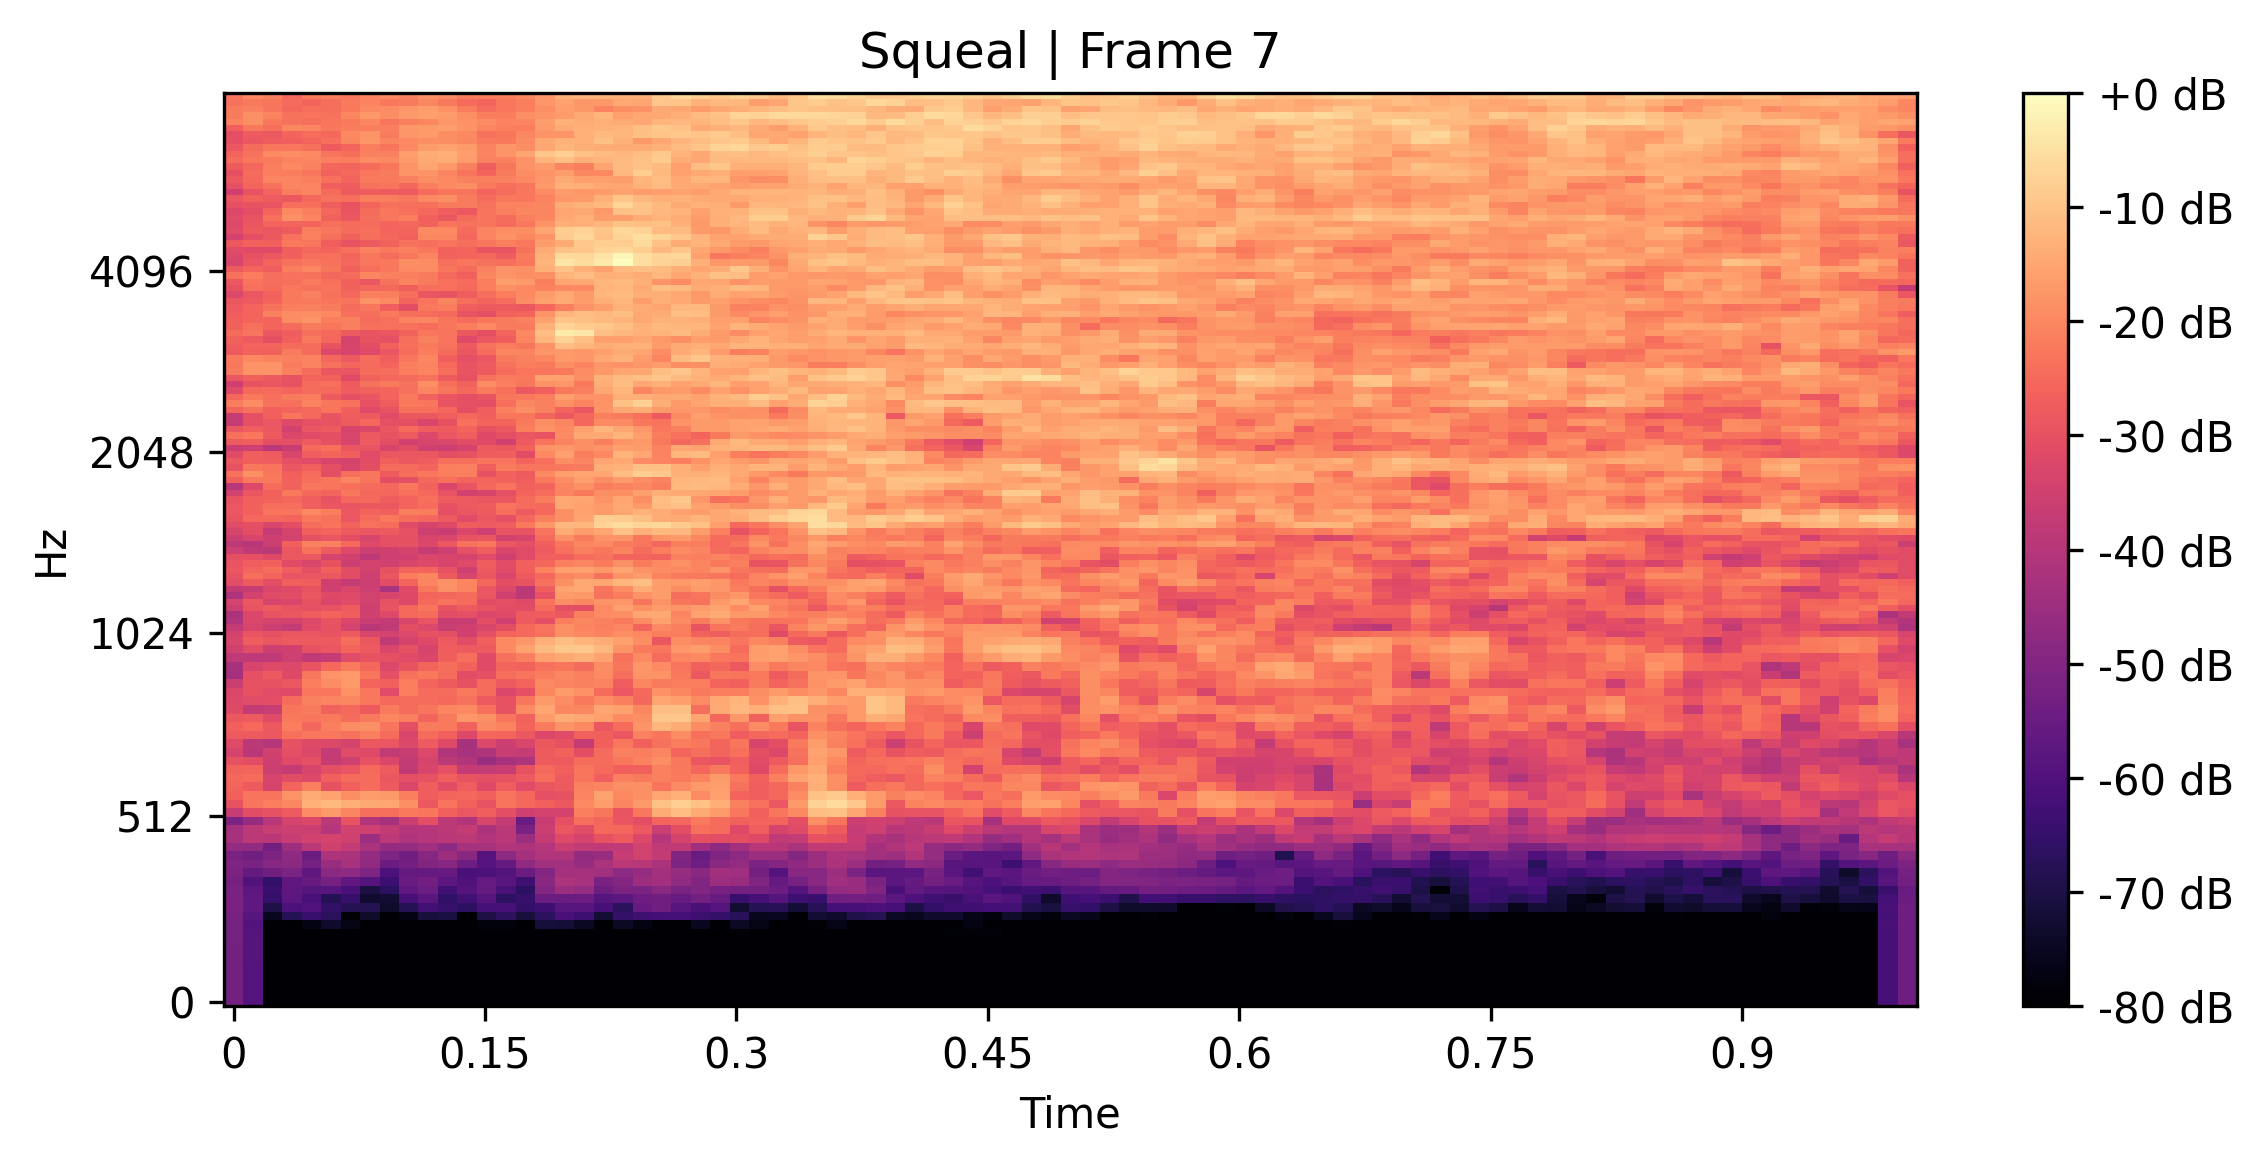 Squeal | Frame 7
+0 dB
-10 dB
-20 dB
-30 dB
-40 dB
-50 dB
-60 dB
-70 dB
-80 dB
4096
2048
1024
512
0
Hz
0 0.15 0.3 0.45 0.6 0.75 0.9
Time